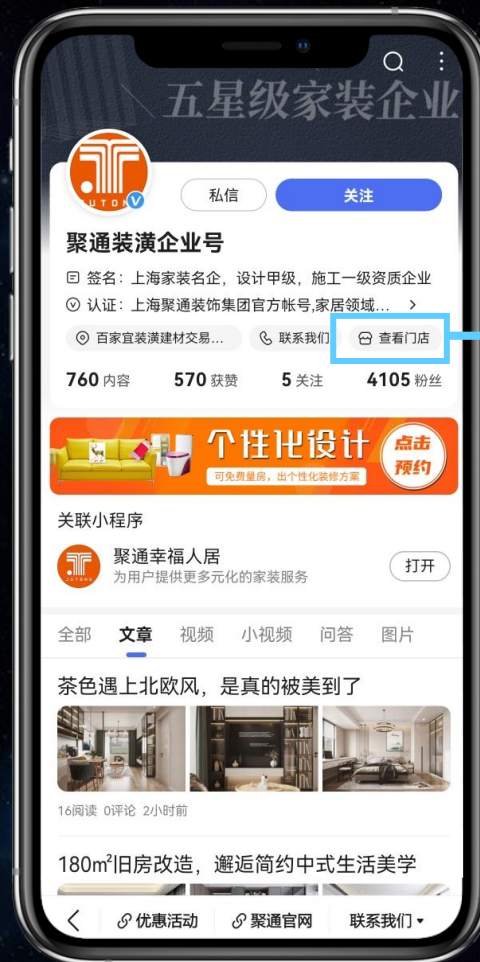 五星级家装企业
JUTONG
私信
关注
聚通装潢企业号
签名：上海家装名企，设计甲级，施工一级资质企业
认证：上海聚通装饰集团官方帐号,家居领域... >
百家宜装潢建材交易...
联系我们
查看门店
760 内容 570 获赞 5 关注 4105 粉丝
个性化设计
可免费量房，出个性化装修方案
点击
预约
关联小程序
聚通幸福人居
为用户提供更多元化的家装服务
打开
JUTONG
全部 文章 视频 小视频 问答 图片
茶色遇上北欧风，是真的被美到了
16阅读 0评论 2小时前
180m²旧房改造，邂逅简约中式生活美学
优惠活动 聚通官网 联系我们